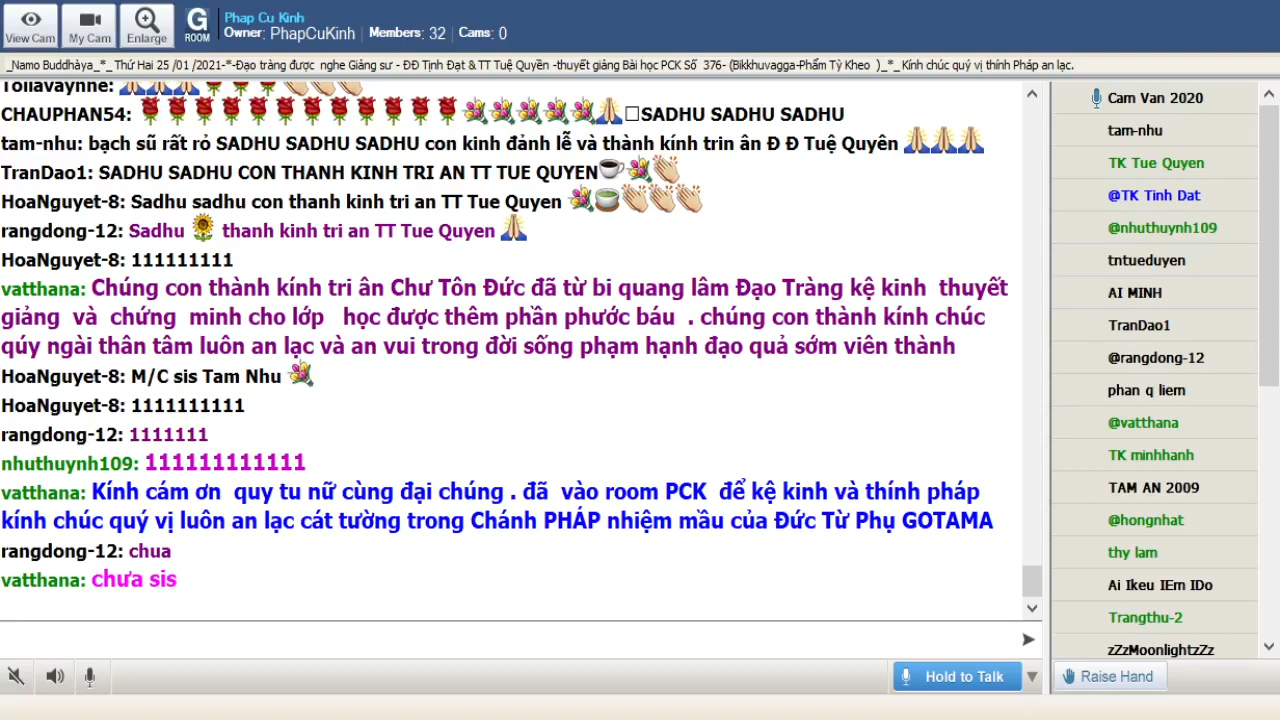 View Cam
My Cam
Enlarge
G
ROOM
Phap Cu Kinh
Owner: PhapCuKinh Members: 32 Cams: 0
_Namo Buddhàya_*_ Thứ Hai 25 /01 /2021-*-Đạo tràng được nghe Giảng sư - ĐĐ Tịnh Đạt & TT Tuệ Quyền -thuyết giảng Bài học PCK Số 376- (Bikkhuvagga-Phẩm Tỳ Kheo )_*_Kính chúc quý vị thính Pháp an lạc.
CHAUPHAN54: SADHU SADHU SADHU
tam-nhu: bạch sũ rất rỏ SADHU SADHU SADHU con kinh đảnh lễ và thành kính trin ân Đ Đ Tuệ Quyên
TranDao1: SADHU SADHU CON THANH KINH TRI AN TT TUE QUYEN
HoaNguyet-8: Sadhu sadhu con thanh kinh tri an TT Tue Quyen
rangdong-12: Sadhu thanh kinh tri an TT Tue Quyen
HoaNguyet-8: 111111111
vatthana: Chúng con thành kính tri ân Chư Tôn Đức đã từ bi quang lâm Đạo Tràng kệ kinh thuyết
giảng và chứng minh cho lớp học được thêm phần phước báu . chúng con thành kính chúc
qúy ngài thân tâm luôn an lạc và an vui trong đời sống phạm hạnh đạo quả sớm viên thành
HoaNguyet-8: M/C sis Tam Nhu
HoaNguyet-8: 1111111111
rangdong-12: 1111111
nhuthuynh109: 111111111111
vatthana: Kính cám ơn quy tu nữ cùng đại chúng . đã vào room PCK để kệ kinh và thính pháp
kính chúc quý vị luôn an lạc cát tường trong Chánh PHÁP nhiệm mầu của Đức Từ Phụ GOTAMA
rangdong-12: chua
vatthana: chưa sis
Hold to Talk
Cam Van 2020
tam-nhu
TK Tue Quyen
@TK Tinh Dat
@nhuthuynh109
tntueduyen
AI MINH
TranDao1
@rangdong-12
phan q liem
@vatthana
TK minhhanh
TAM AN 2009
@hongnhat
thy lam
Ai Ikeu IEm IDo
Trangthu-2
zZzMoonlightzZz
Raise Hand